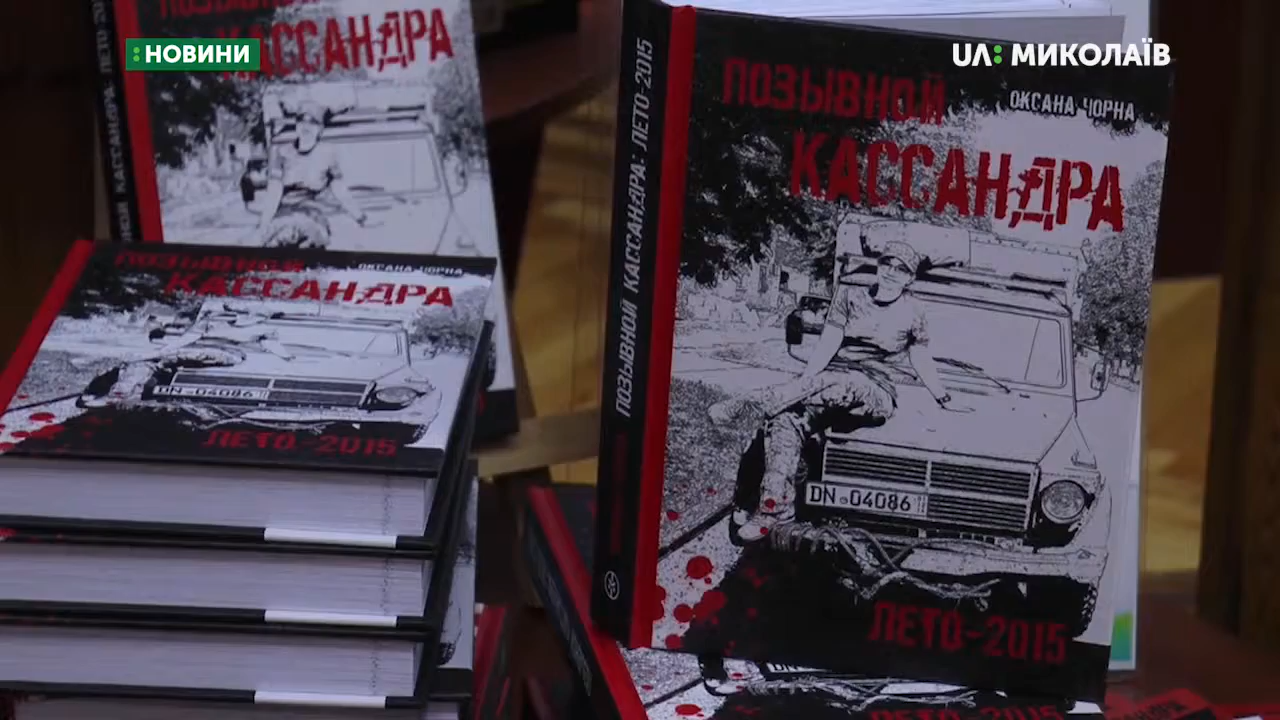 : НОВИНИ
UA: МИКОЛАЇВ
КАССАНДРА
ПОЗЫВНОЙ
КАССАНДРА
ОКСАНА ЧОРНА
DN 04086
ЛЕТО-2015
ПОЗЫВНОЙ КАССАНДРА: ЛЕТО-2015
ПОЗЫВНОЙ
ОКСАНА ЧОРНА
КАССАНДРА
DN 04086
ЛЕТО-2015